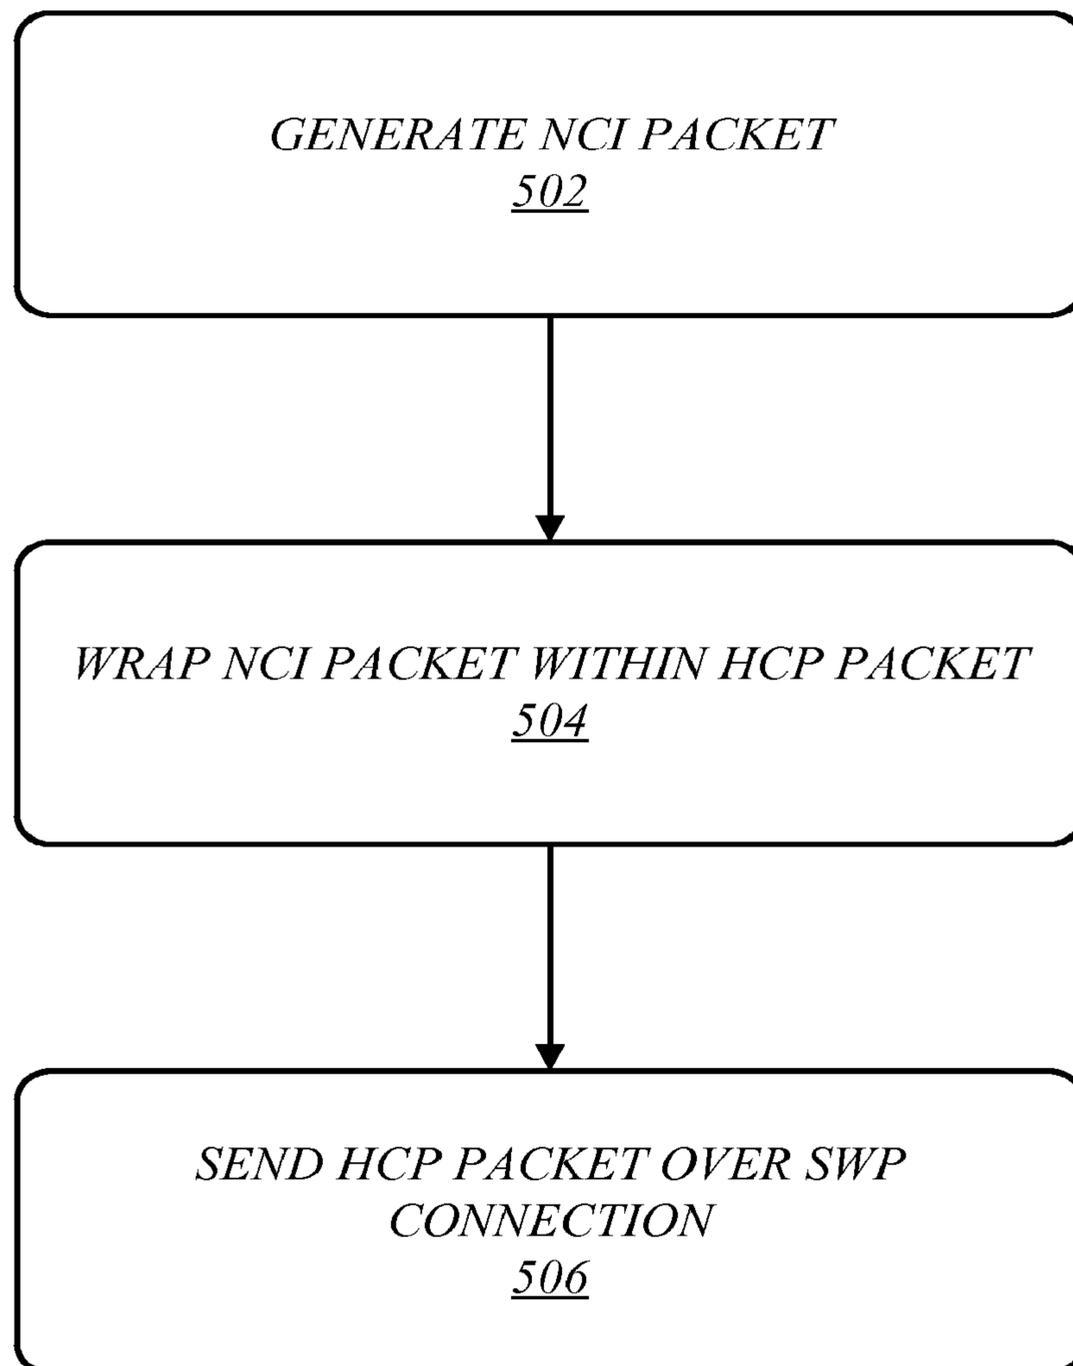 GENERATE NCI PACKET
502
WRAP NCI PACKET WITHIN HCP PACKET
504
SEND HCP PACKET OVER SWP
CONNECTION
506